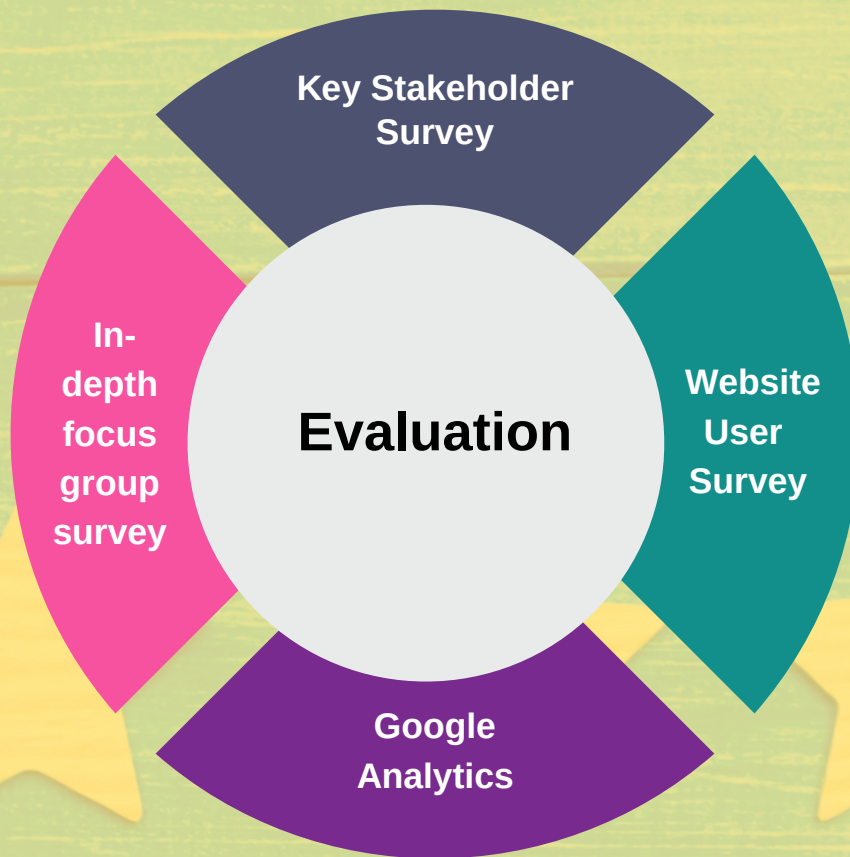 Key Stakeholder
Survey
In-
depth
focus
group
survey
Evaluation
Website
User
Survey
Google
Analytics